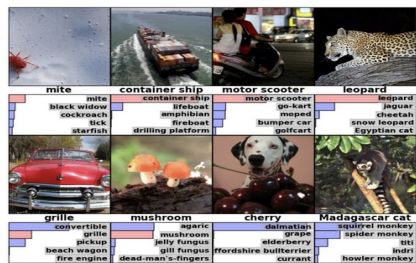 mite
container ship
motor scooter
leopard
mite
black widow
cockroach
tick
starfish
container ship
lifeboat
amphibian
fireboat
drilling platform
motor scooter
go-kart
moped
bumper car
golfcart
leopard
jaguar
cheetah
snow leopard
Egyptian cat
grille
mushroom
cherry
Madagascar cat
convertible
grille
pickup
beach wagon
fire engine
agaric
mushroom
jelly fungus
gill fungus
dead-man's-fingers
dalmatian
grape
elderberry
ffordshire bullterrier
currant
squirrel monkey
spider monkey
titi
indri
howler monkey